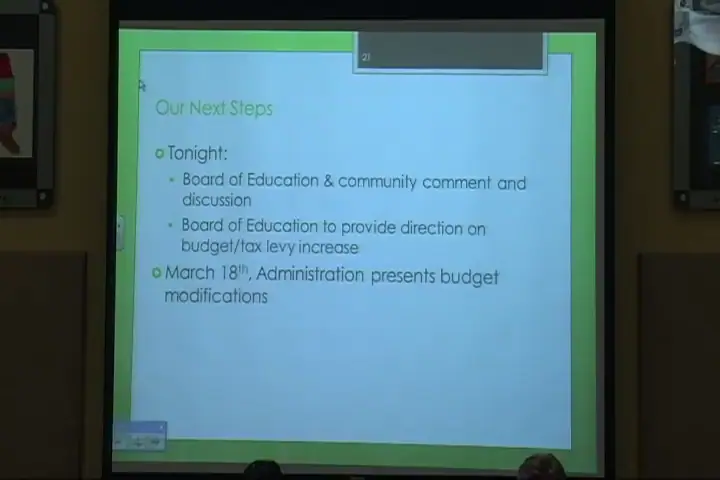 21
Our Next Steps
Tonight:
Board of Education & community comment and
discussion
Board of Education to provide direction on
budget/tax levy increase
March 18th, Administration presents budget
modifications